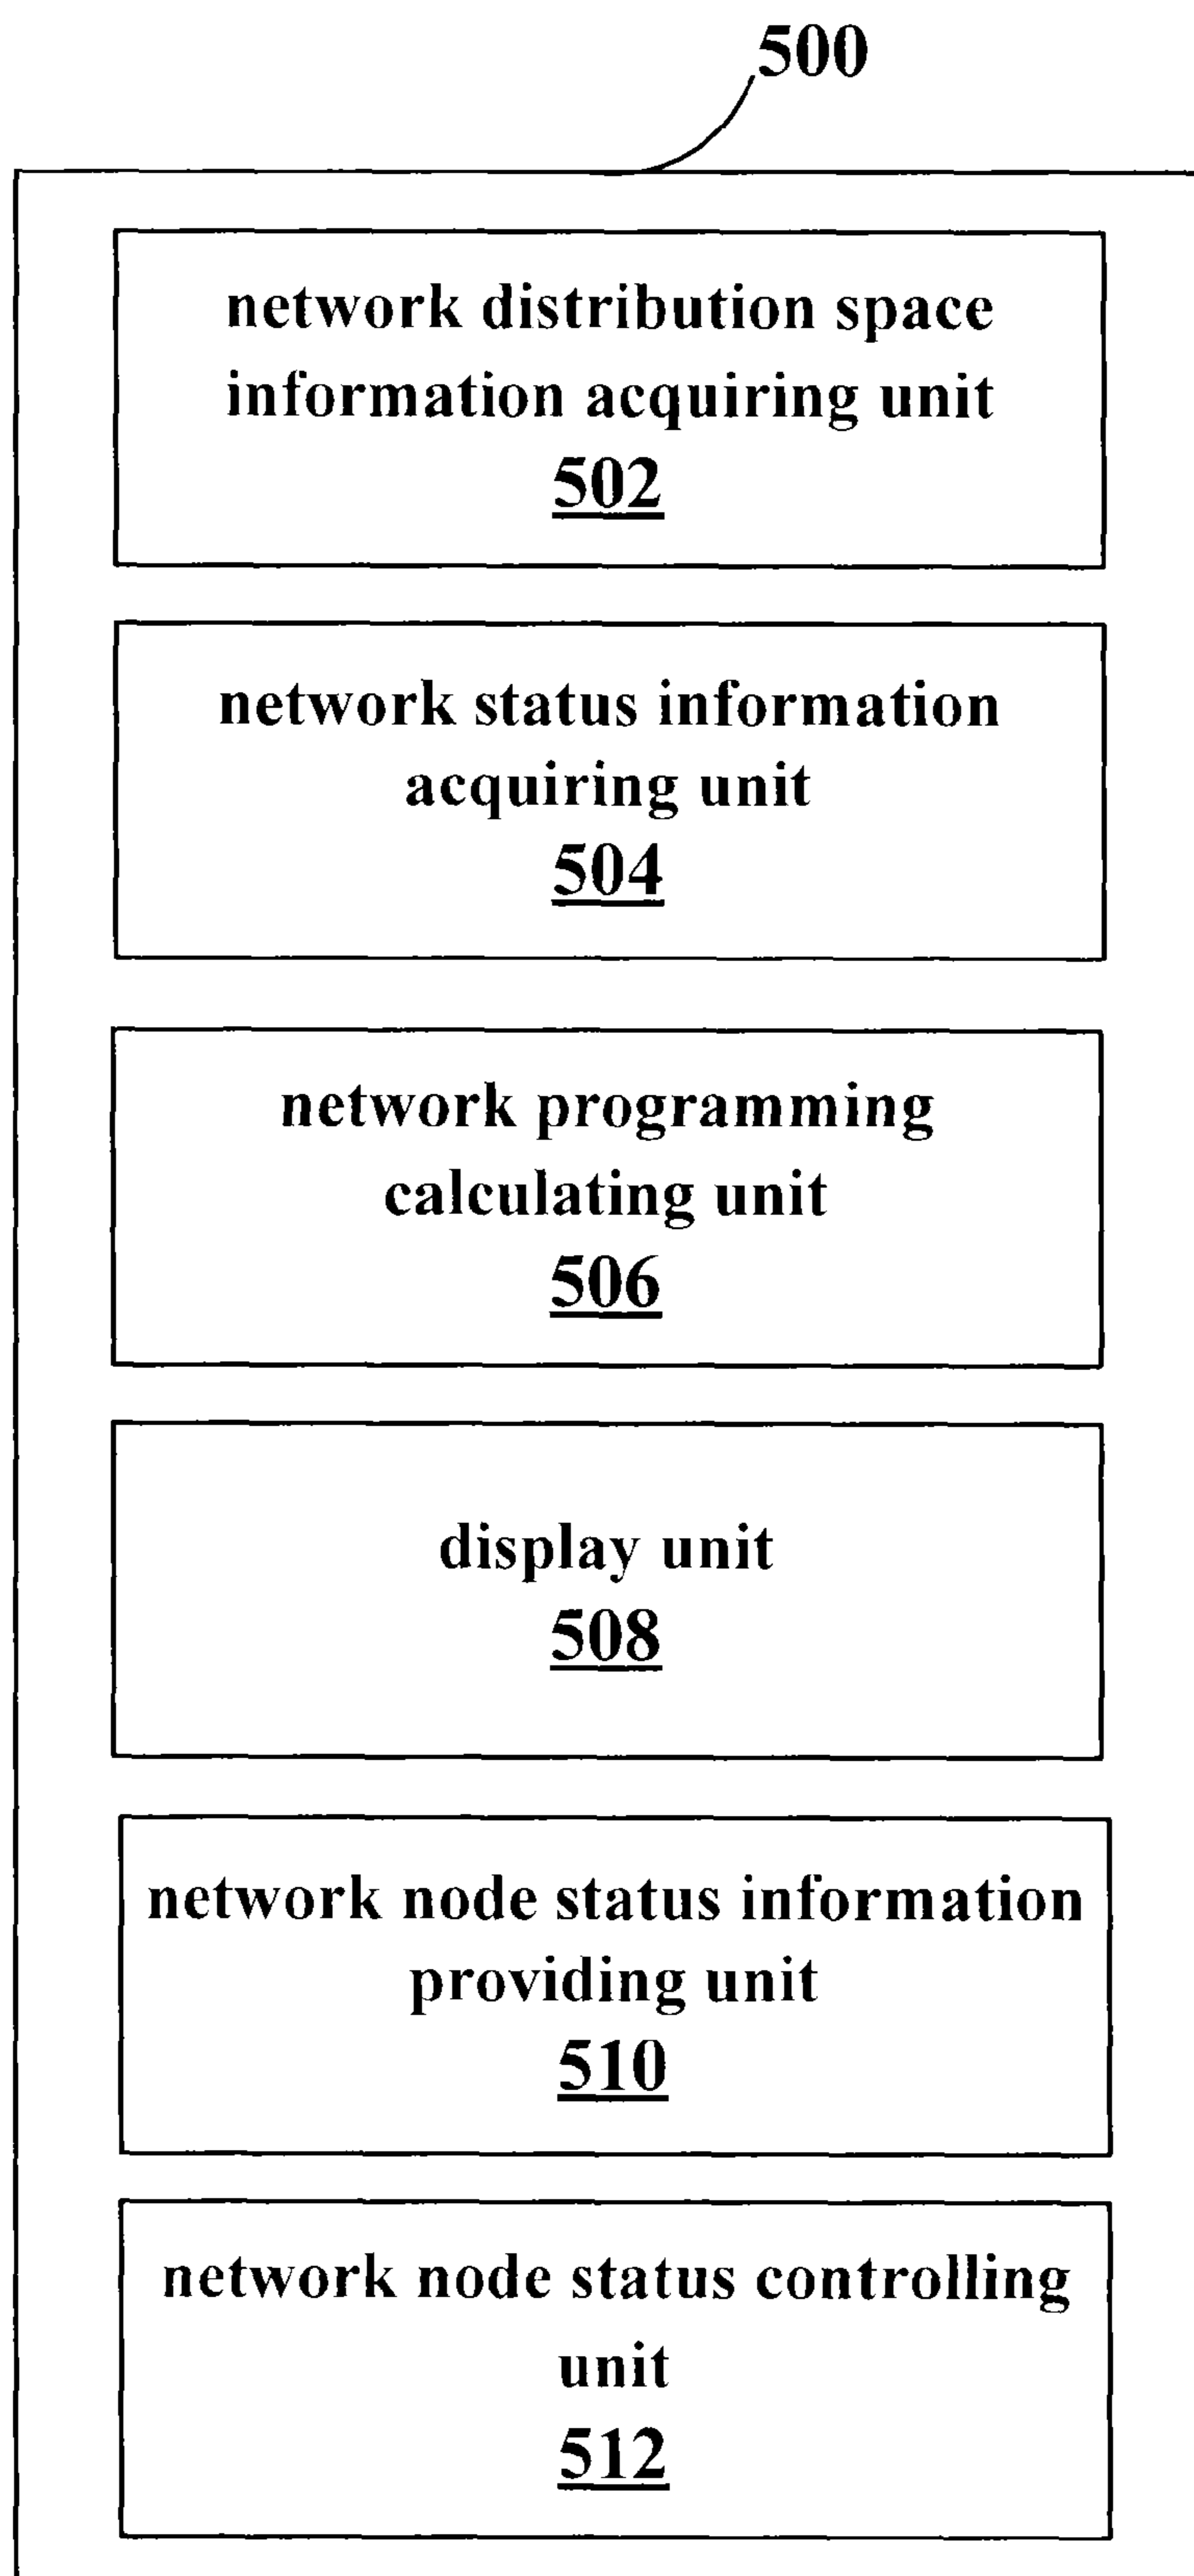 500
network distribution space
information acquiring unit
502
network status information
acquiring unit
504
network programming
calculating unit
506
display unit
508
network node status information
providing unit
510
network node status controlling
unit
512